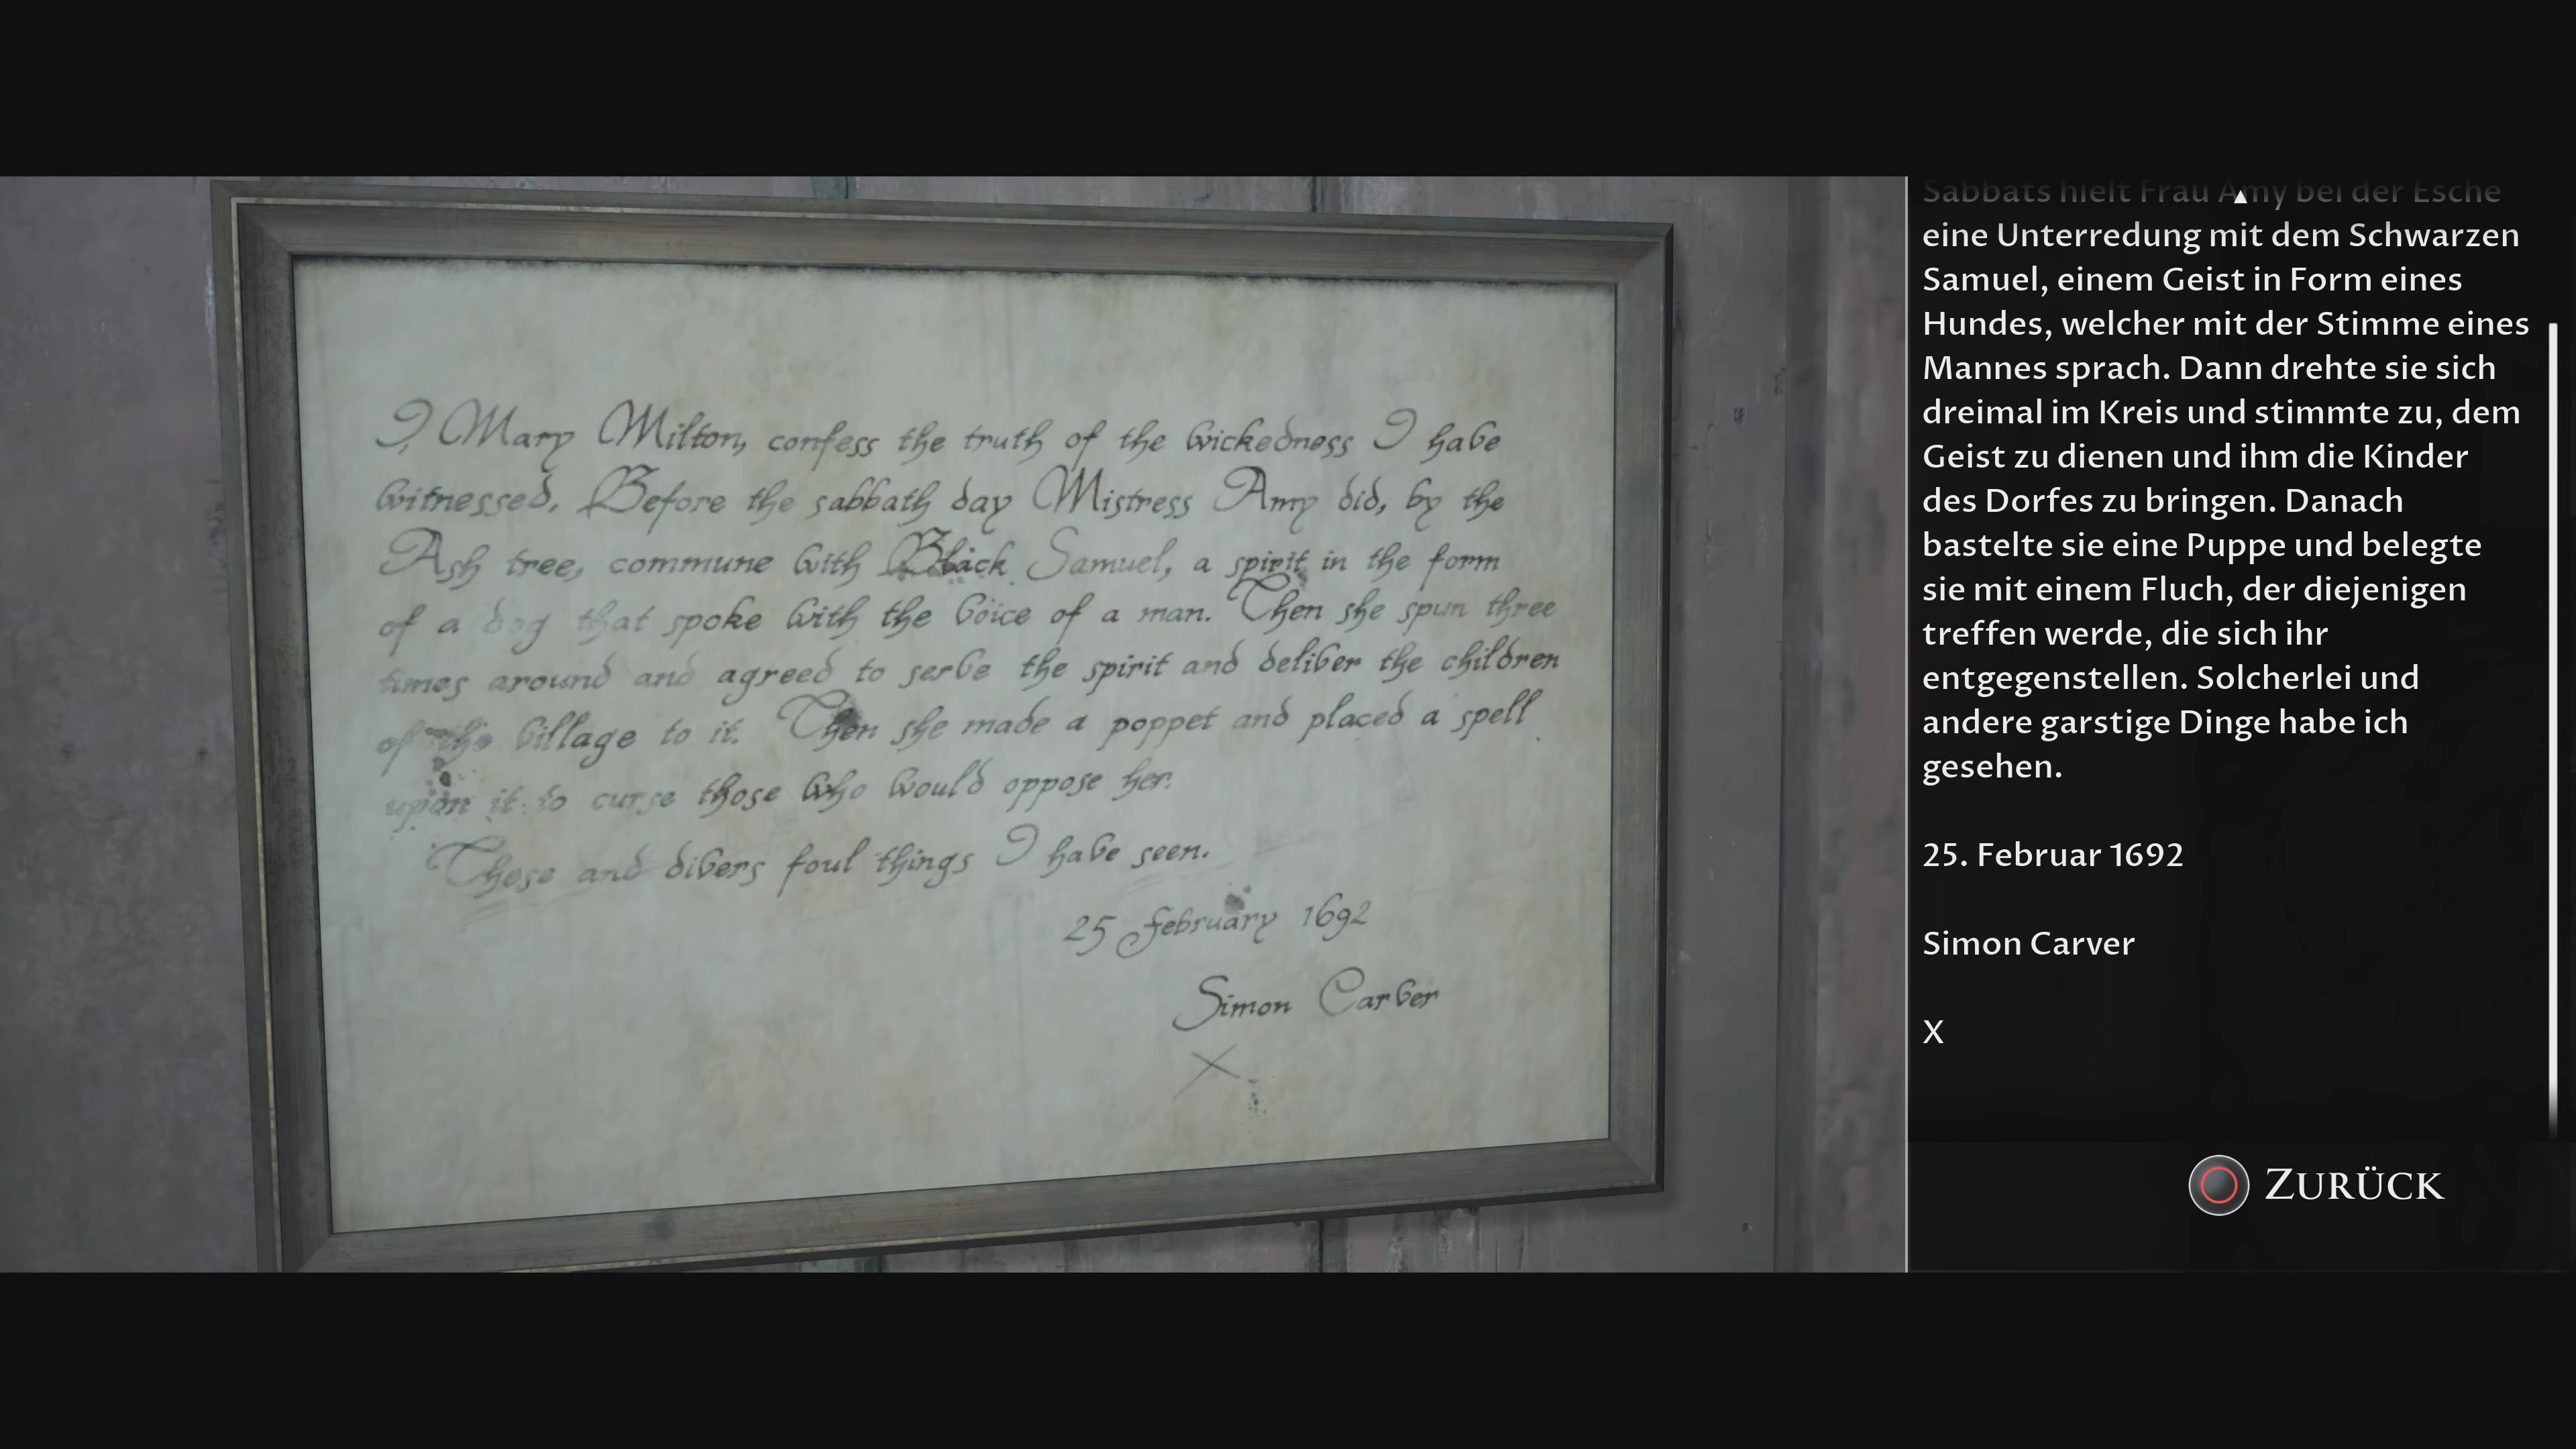 I, Mary Milton, confess the truth of the wickedness I have
witnessed. Before the sabbath day Mistress Amy did, by the
Ash tree, commune with Black Samuel, a spirit in the form
of a dog that spoke with the voice of a man. Then she spun three
times around and agreed to serve the spirit and deliver the children
of the village to it. Then she made a poppet and placed a spell
upon it to curse those who would oppose her.
These and divers foul things I have seen.
25 February 1692
Simon Carver
X
Sabbats hielt Frau Amy bei der Esche
eine Unterredung mit dem Schwarzen
Samuel, einem Geist in Form eines
Hundes, welcher mit der Stimme eines
Mannes sprach. Dann drehte sie sich
dreimal im Kreis und stimmte zu, dem
Geist zu dienen und ihm die Kinder
des Dorfes zu bringen. Danach
bastelte sie eine Puppe und belegte
sie mit einem Fluch, der diejenigen
treffen werde, die sich ihr
entgegenstellen. Solcherlei und
andere garstige Dinge habe ich
gesehen.
25. Februar 1692
Simon Carver
X
ZURÜCK